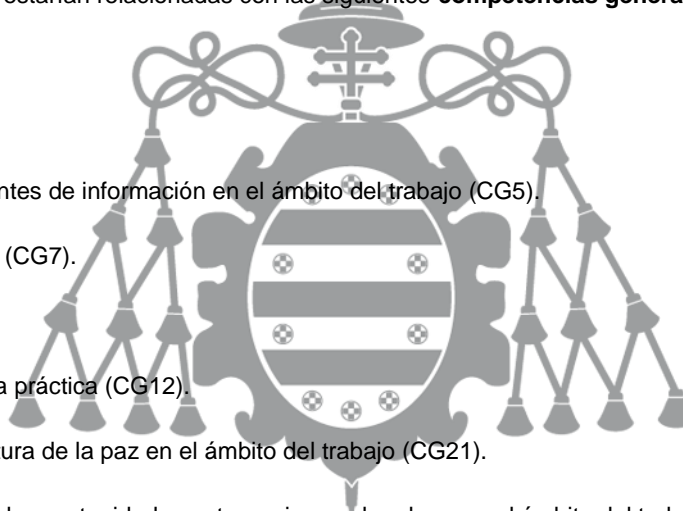 estarían relacionadas con las siguientes competencias genera
ntes de información en el ámbito del trabajo (CG5).
(CG7).
a práctica (CG12).
tura de la paz en el ámbito del trabajo (CG21).